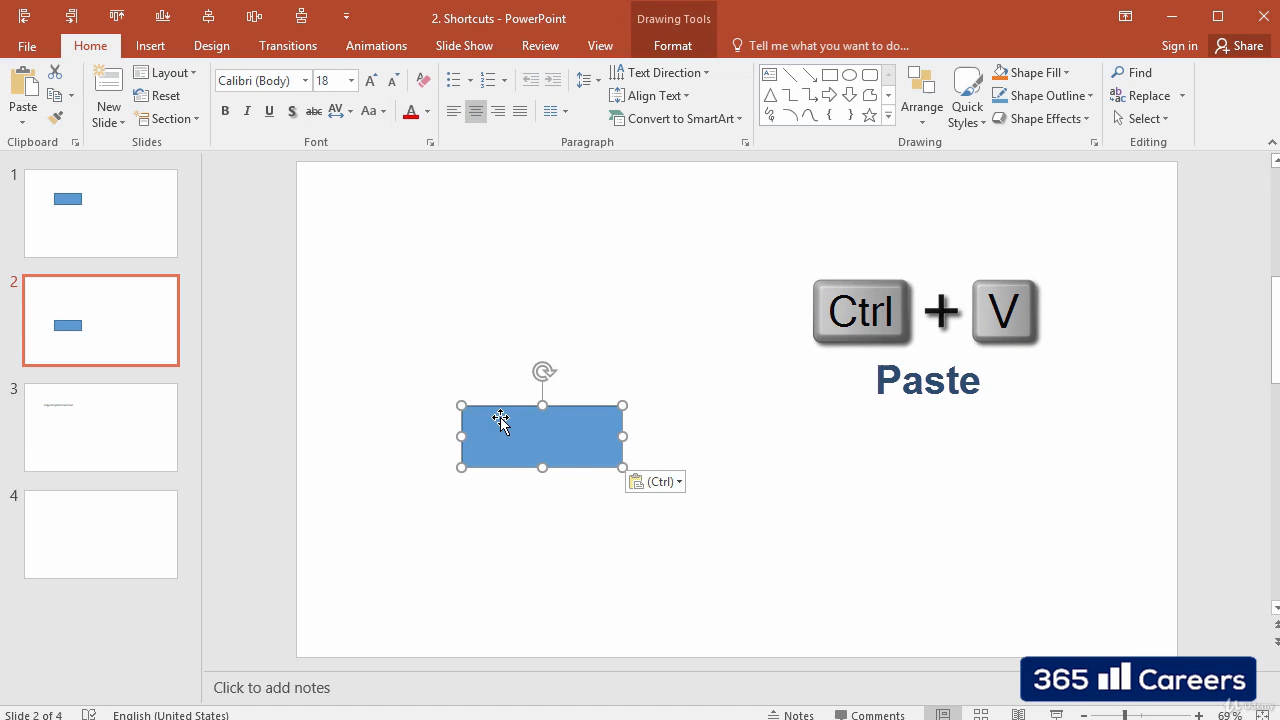 2. Shortcuts - PowerPoint
Drawing Tools
File
Home
Insert
Design
Transitions
Animations
Slide Show
Review
View
Format
Tell me what you want to do...
Sign in
Share
Paste
New
Slide
Layout
Reset
Section
Calibri (Body)
18
B I U S abc AV Aa A
Text Direction
Align Text
Convert to SmartArt
Arrange
Quick
Styles
Shape Fill
Shape Outline
Shape Effects
Find
Replace
Select
Clipboard
Slides
Font
Paragraph
Drawing
Editing
1
2
3
4
Ctrl + V
Paste
(Ctrl)
Click to add notes
365 Careers
Slide 2 of 4
English (United States)
Notes
Comments
69%
Udemy